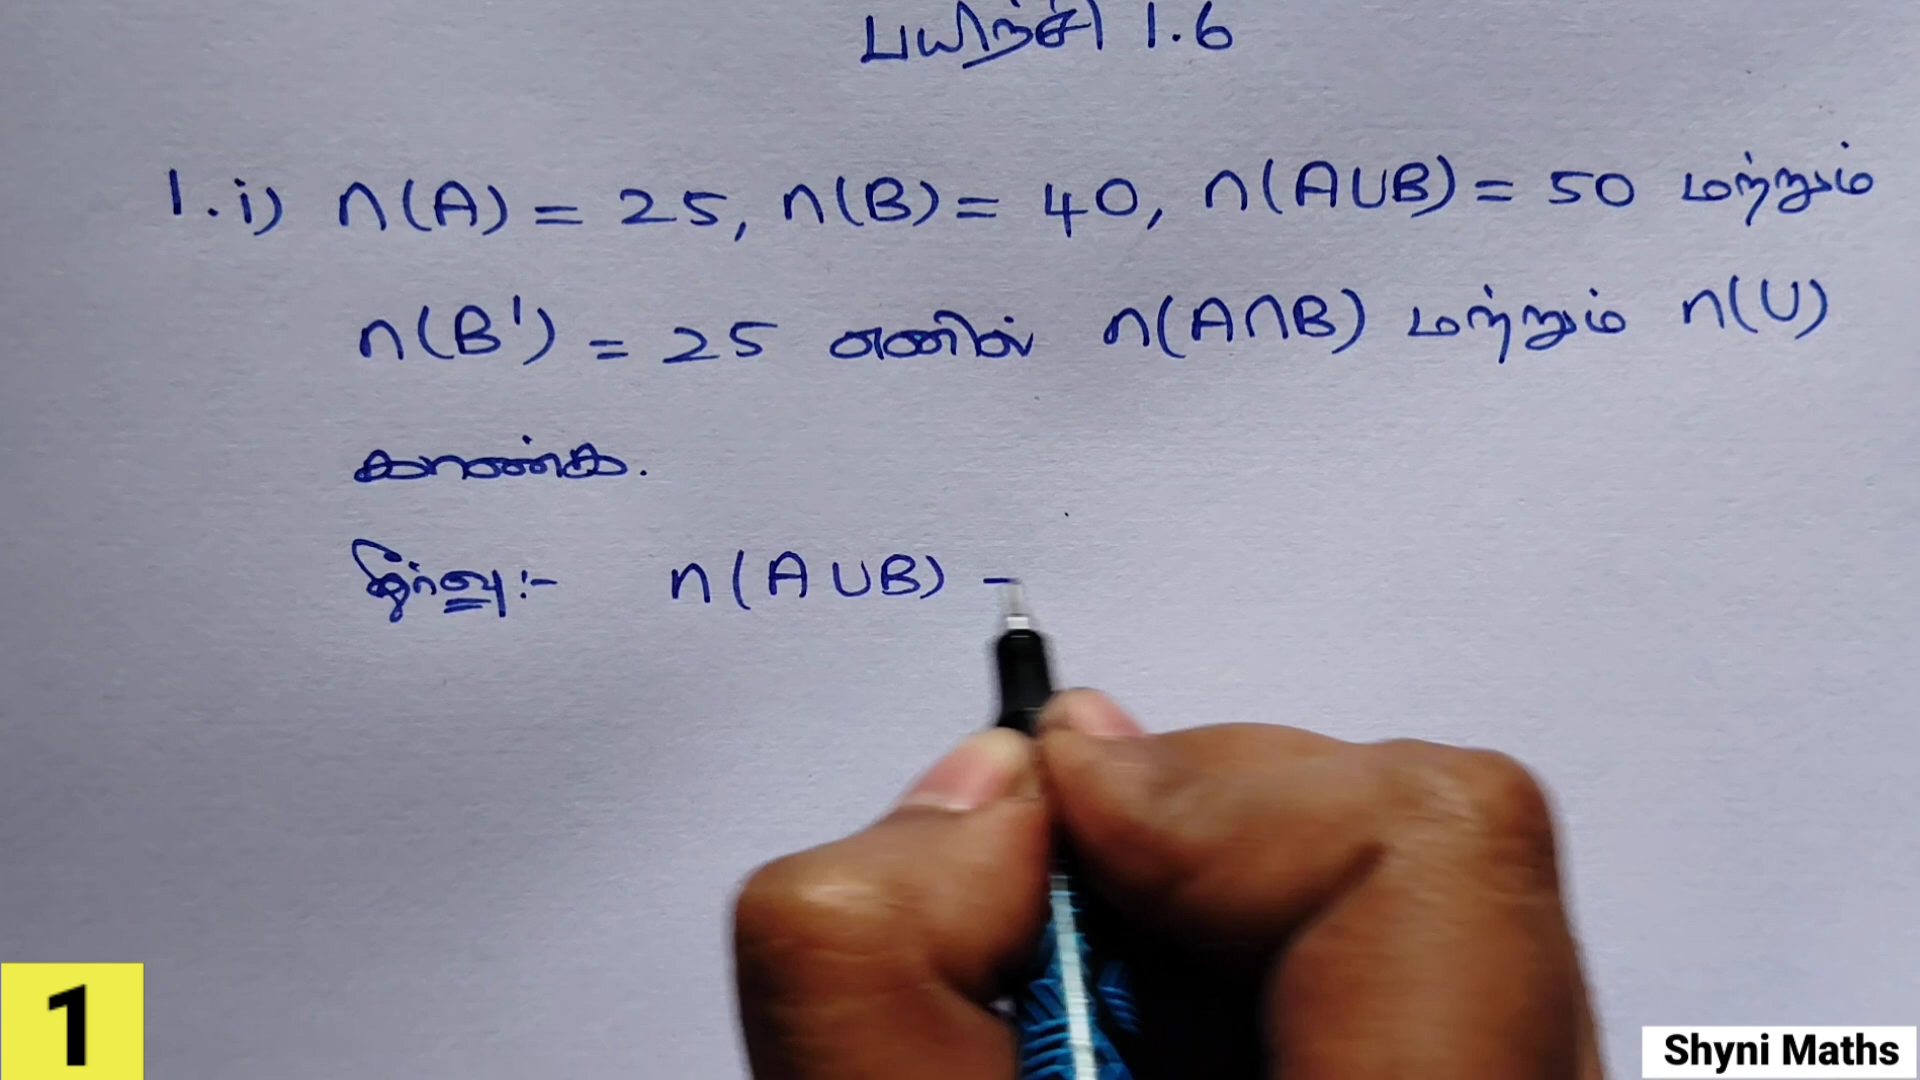 பயிற்சி 1.6
1. i) n(A) = 25, n(B) = 40, n(A∪B) = 50 மற்றும்
n(B') = 25 எனில் n(A∩B) மற்றும் n(U)
காண்க.
தீர்வு:- n(A∪B) -
1
Shyni Maths